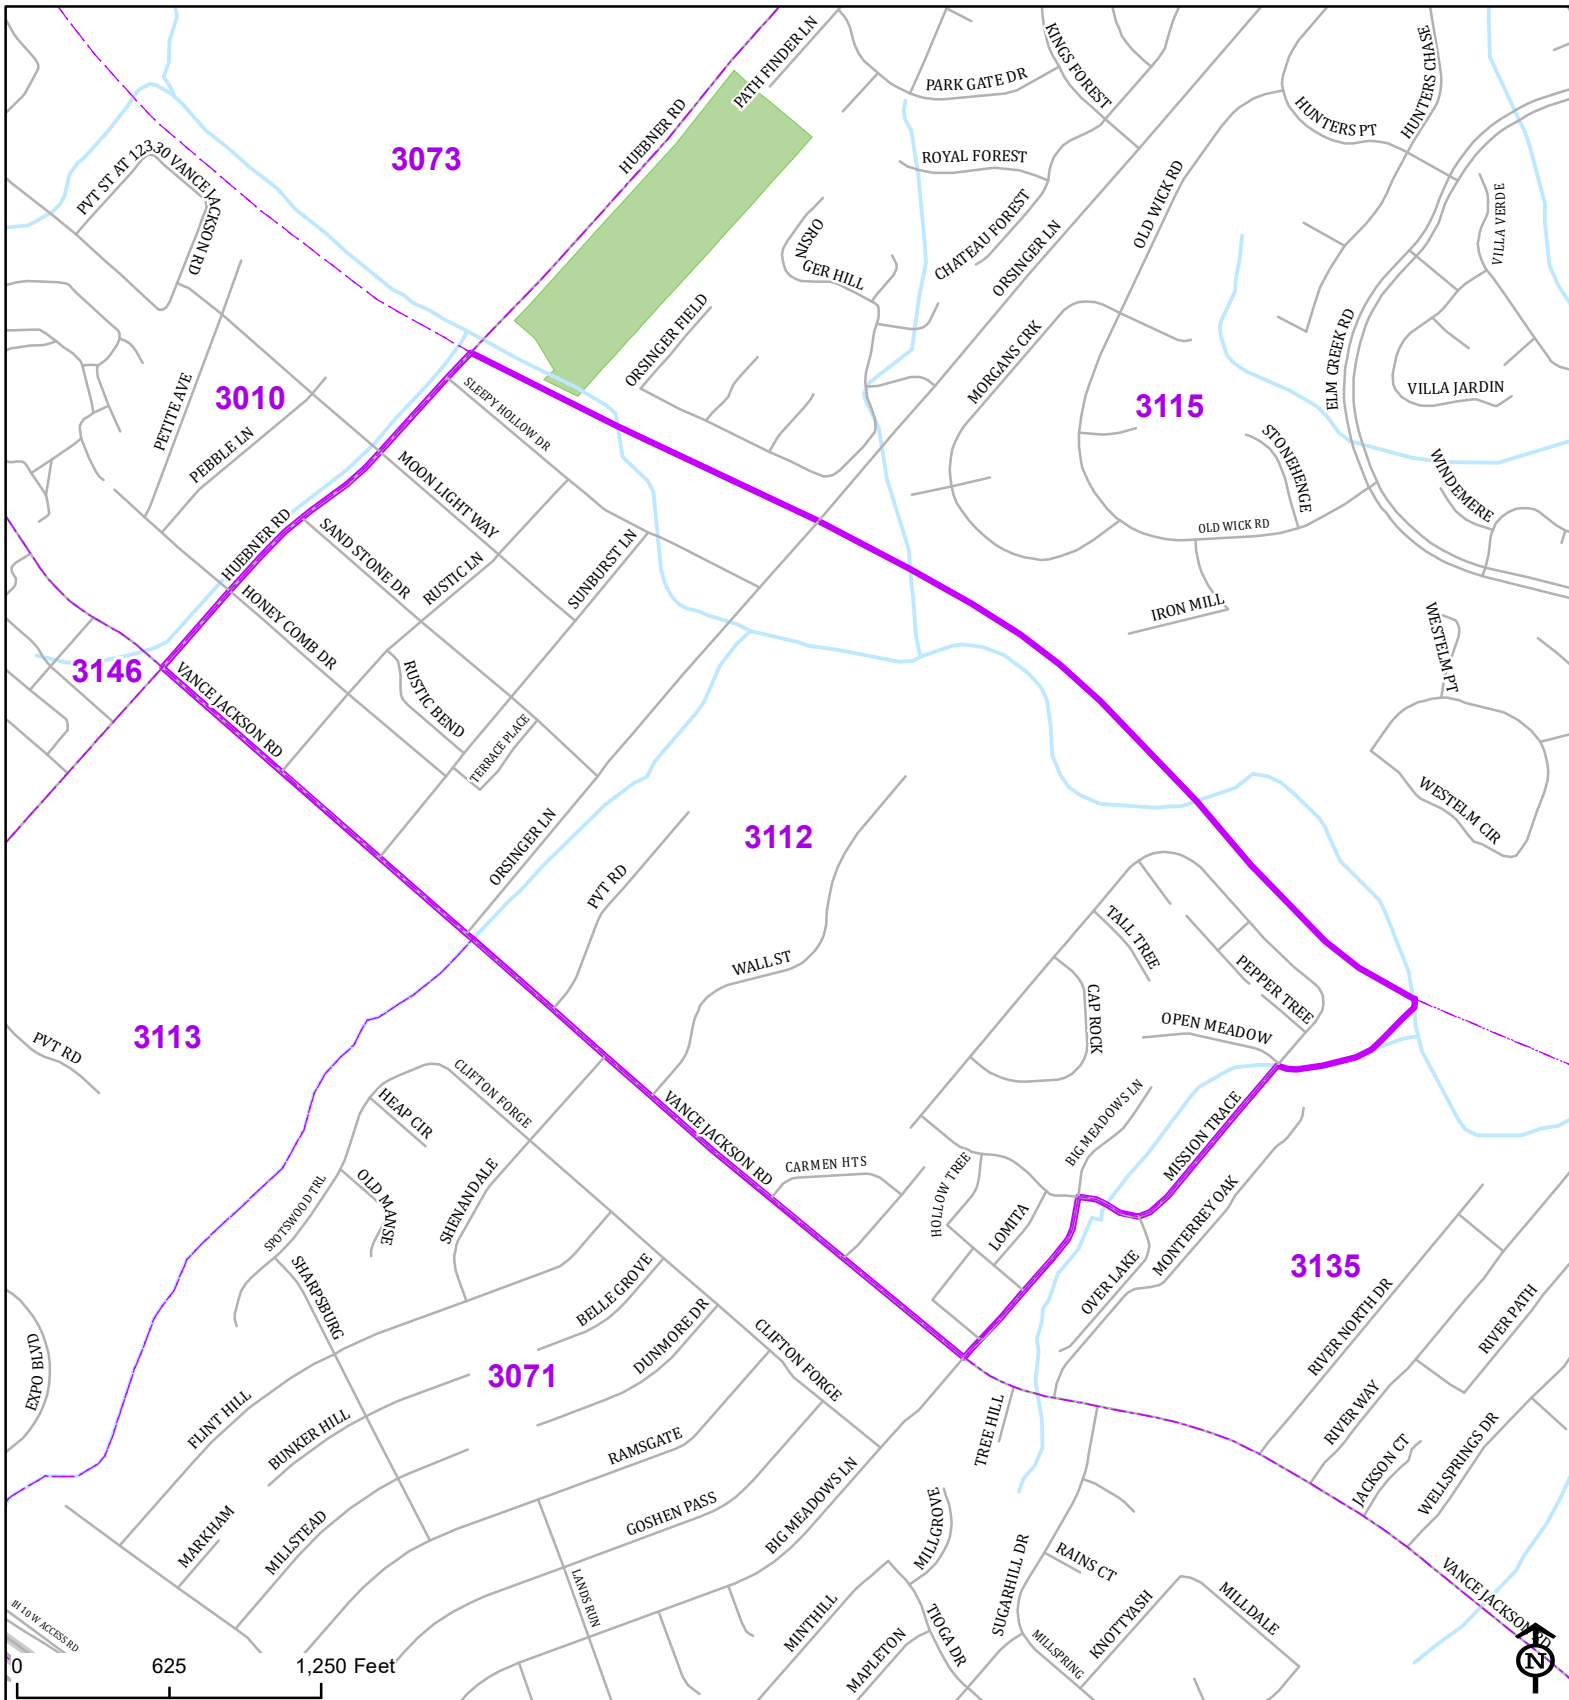 PATH FINDER LN
HUEBNER RD
PARK GATE DR
KINGS FOREST
HUNTERS CHASE
HUNTERS PT
3073
ROYAL FOREST
PVT ST AT 12330 VANCE JACKSON RD
OLD WICK RD
CHATEAU FOREST
ORSINGER LN
VILLA VERDE
ORSINGER HILL
ORSINGER FIELD
MORGANS CRK
ELM CREEK RD
3010
PETITE AVE
PEBBLE LN
SLEEPY HOLLOW DR
3115
VILLA JARDIN
STONEHENGE
WINDEMERE
MOON LIGHT WAY
OLD WICK RD
HUEBNER RD
SAND STONE DR
RUSTIC LN
SUNBURST LN
IRON MILL
HONEY COMB DR
WESTELM PT
3146
VANCE JACKSON RD
RUSTIC BEND
TERRACE PLACE
WESTELM CIR
ORSINGER LN
3112
PVT RD
WALL ST
TALL TREE
PEPPER TREE
CAP ROCK
OPEN MEADOW
3113
PVT RD
CLIFTON FORGE
HEAP CIR
VANCE JACKSON RD
BIG MEADOWS LN
MISSION TRACE
CARMEN HTS
HOLLOW TREE
SHENANDALE
OLD MANSE
SPOTSWOOD TRL
LOMITA
MONTERREY OAK
OVER LAKE
3135
SHARPSBURG
BELLE GROVE
DUNMORE DR
CLIFTON FORGE
RIVER NORTH DR
RIVER PATH
EXPO BLVD
3071
FLINT HILL
BUNKER HILL
RAMSGATE
TREE HILL
RIVER WAY
JACKSON CT
WELLSPRINGS DR
MARKHAM
MILLSTEAD
GOSHEN PASS
BIG MEADOWS LN
MILLGROVE
SUGARHILL DR
RAINS CT
KNOTTYASH
MILLDALE
VANCE JACKSON RD
LANDS RUN
MINTHILL
MAPLETON
TIOGA DR
MILLSPRING
IH 10 W ACCESS RD
0 625 1,250 Feet
N